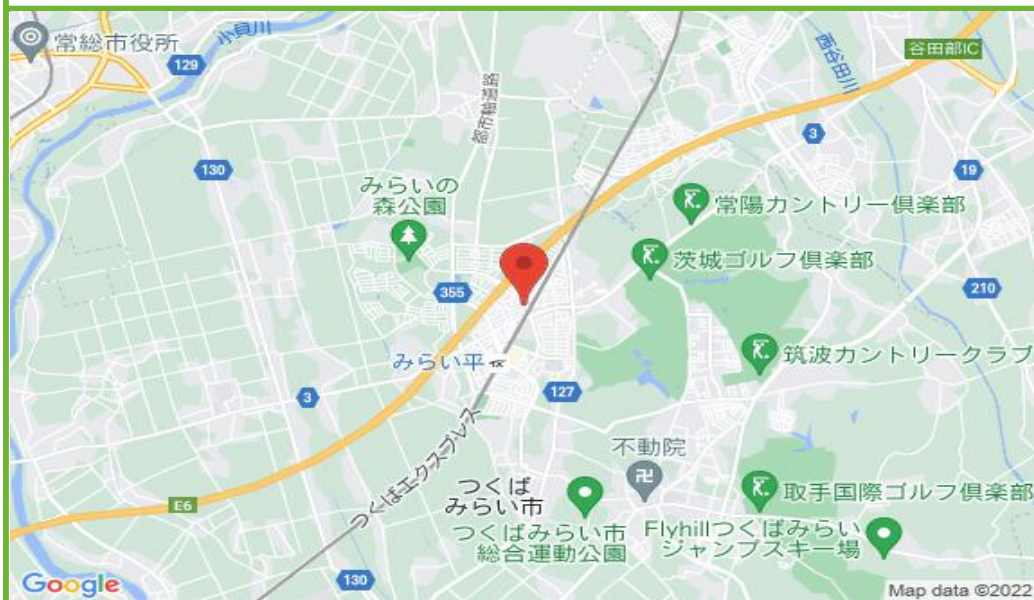 常総市役所
小貝川
129
都市軸道路
西谷田川
谷田部IC
3
130
19
みらいの
森公園
常陽カントリー倶楽部
茨城ゴルフ倶楽部
355
210
みらい平
筑波カントリークラブ
127
3
つくばエクスプレス
不動院
つくば
みらい市
取手国際ゴルフ倶楽部
E6
つくばみらい市
総合運動公園
Flyhillつくばみらい
ジャンプスキー場
130
Google
Map data ©2022